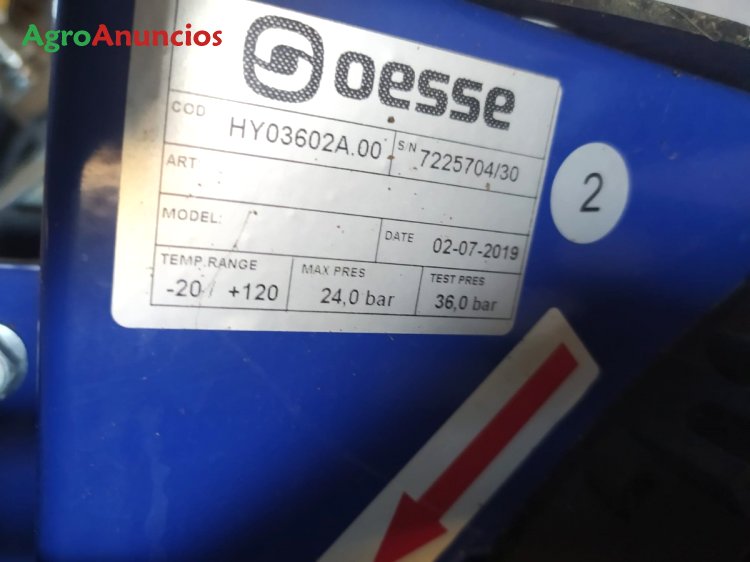 AgroAnuncios
oesse
COD HY03602A.00 S/N 7225704/30
ART
2
MODEL: DATE 02-07-2019
TEMP.RANGE MAX PRES TEST PRES
-20 / +120 24,0 bar 36,0 bar